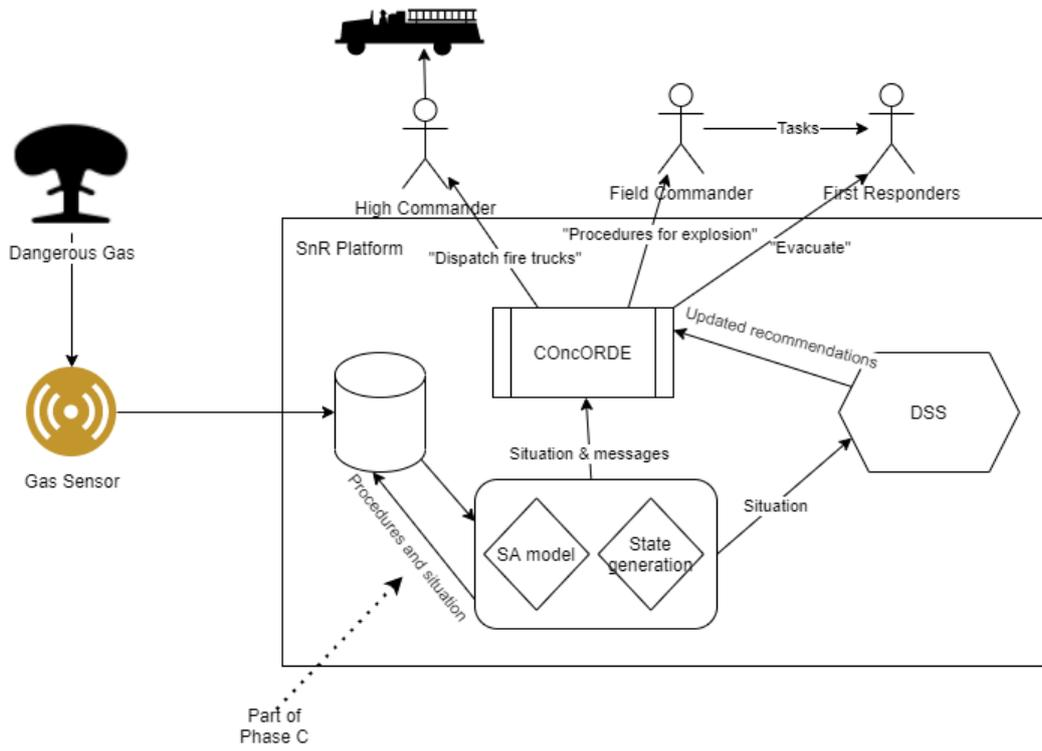 Tasks
High Commander
Field Commander
First Responders
Dangerous Gas
SnR Platform
"Dispatch fire trucks"
"Procedures for explosion"
"Evacuate"
COncORDE
Updated recommendations
DSS
Gas Sensor
Situation & messages
Procedures and situation
SA model
State
generation
Situation
Part of
Phase C